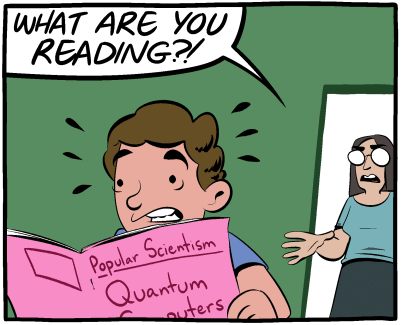 WHAT ARE YOU
READING?!
Popular Scientism
Quantum